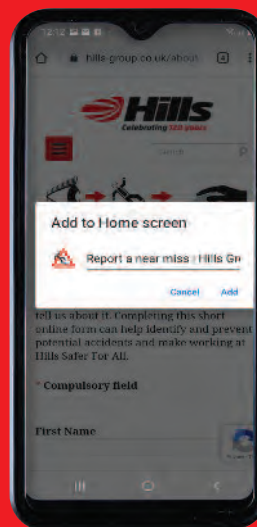 12:12
hills-group.co.uk/about
4
Hills
Celebrating 120 years
Search
Add to Home screen
Report a near miss | Hills Gr
Cancel Add
tell us about it. Completing this short
online form can help identify and prevent
potential accidents and make working at
Hills Safer For All.
* Compulsory field
First Name